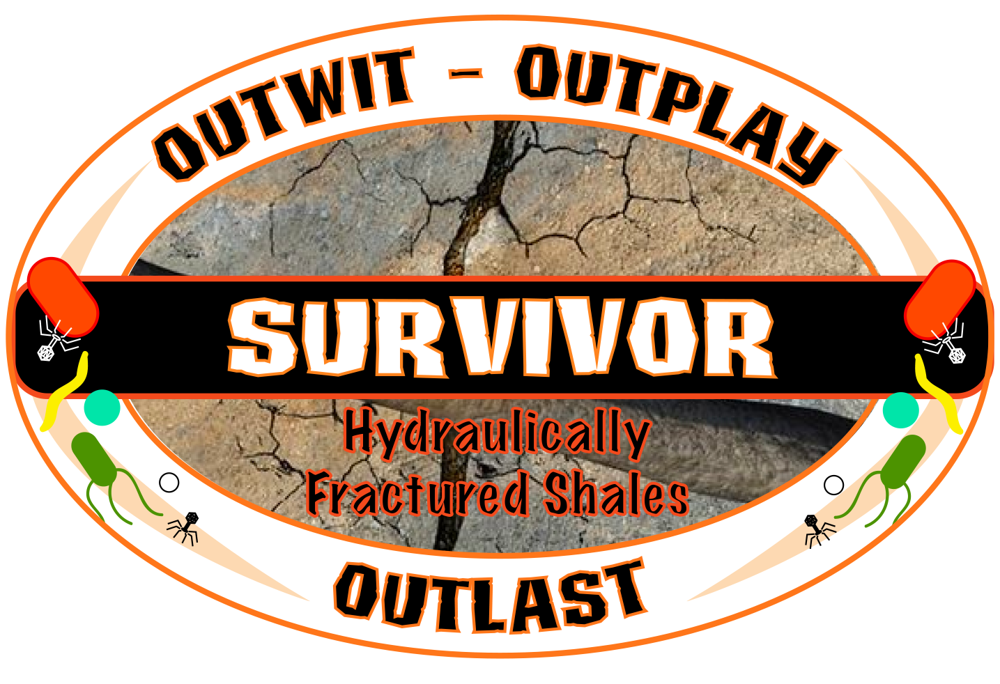 OUTWIT - OUTPLAY
SURVIVOR
Hydraulically
Fractured Shales
OUTLAST